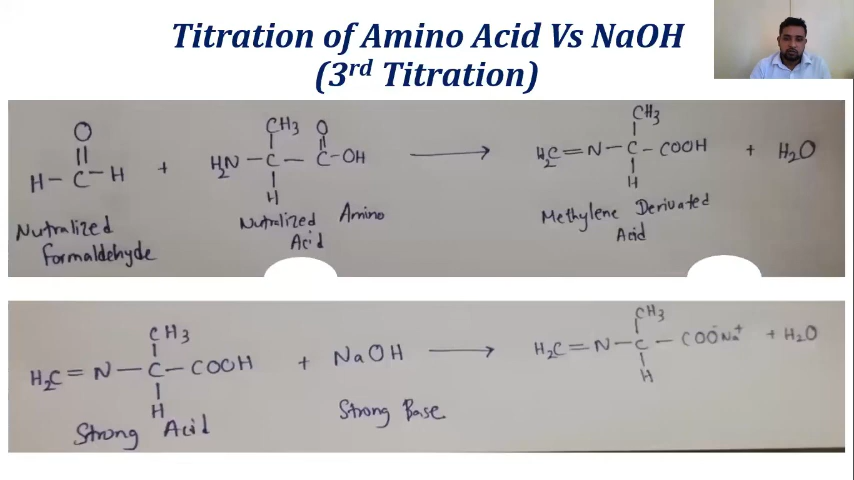 Titration of Amino Acid Vs NaOH
(3rd Titration)
O
||
H – C – H + H2N – C – C – OH → H2C = N – C – COOH + H2O
CH3 O
|| 
H
CH3
H
Nutralized
Formaldehyde
Nutralized Amino
Acid
Methylene Derivated
Acid
CH3
H2C = N – C – COOH + NaOH → H2C = N – C – COO⁻Na⁺ + H2O
H
CH3
H
Strong Acid
Strong Base